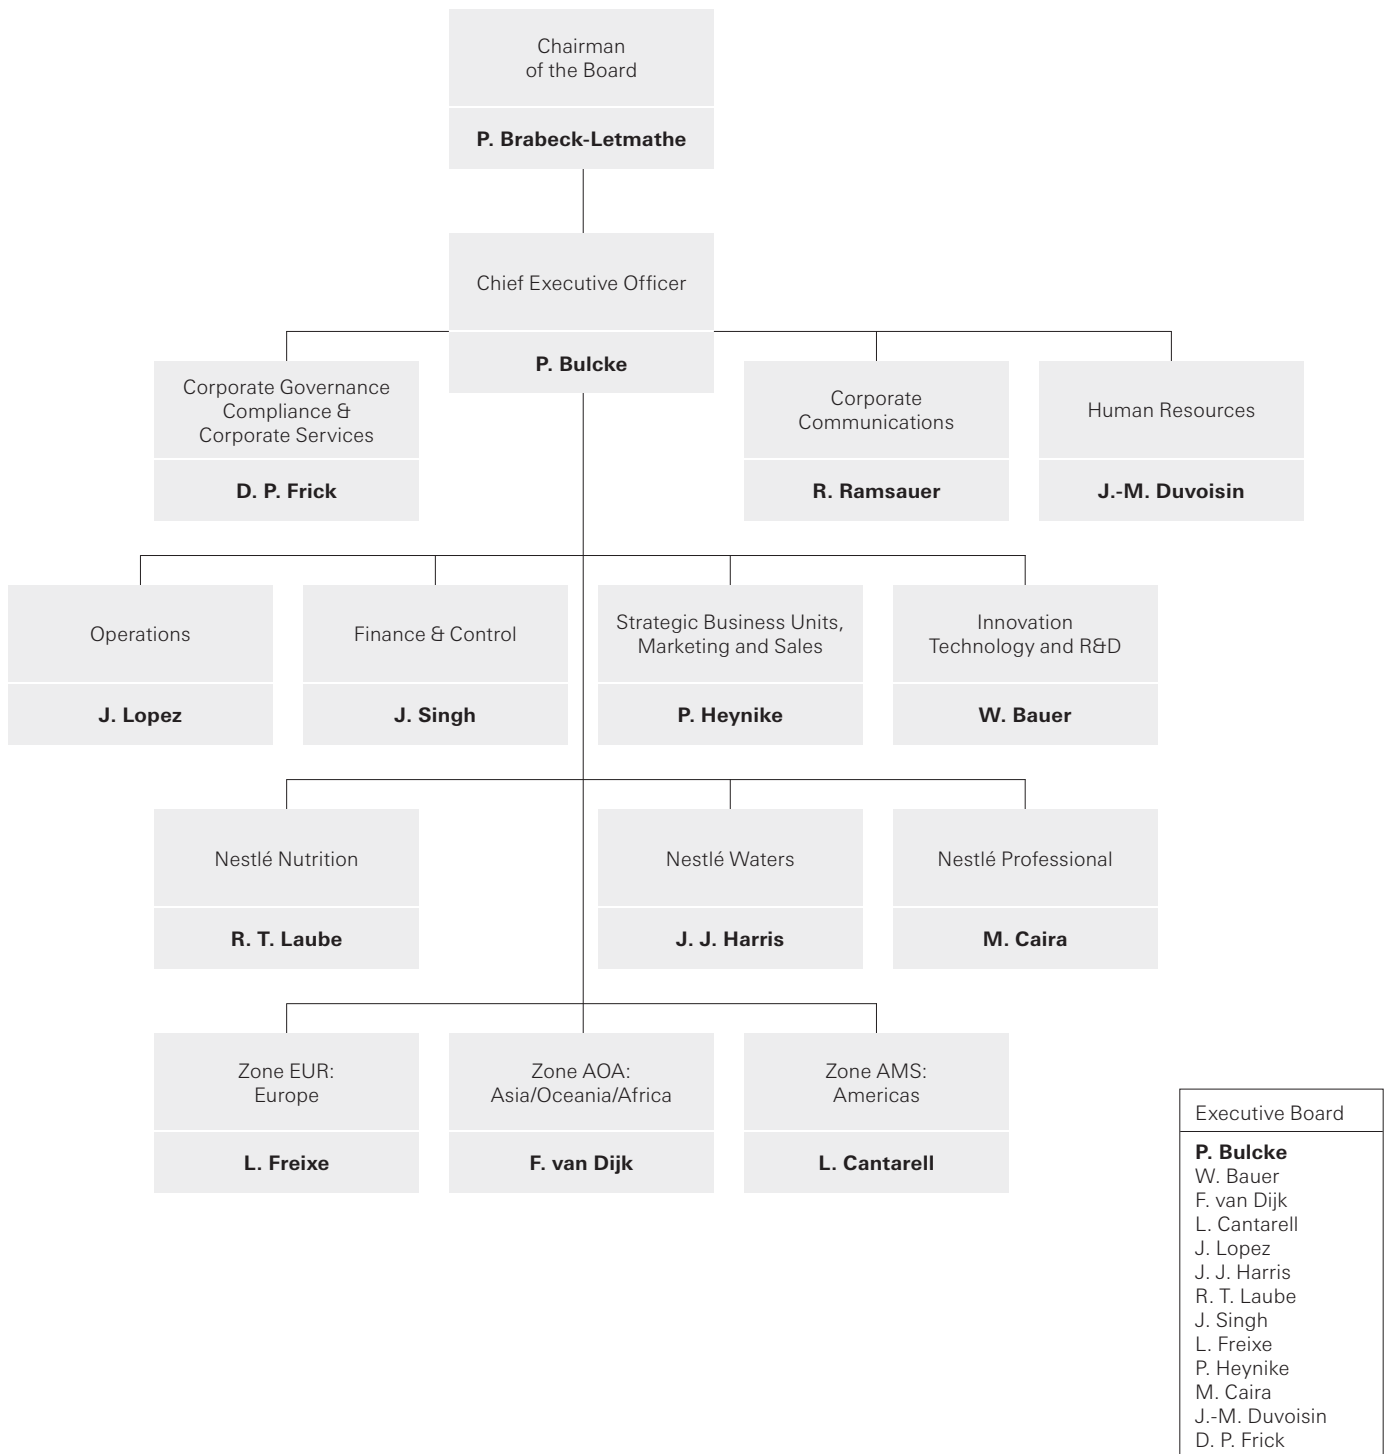 Chairman
of the Board
P. Brabeck-Letmathe
Chief Executive Officer
P. Bulcke
Corporate Governance
Compliance &
Corporate Services
D. P. Frick
Corporate
Communications
R. Ramsauer
Human Resources
J.-M. Duvoisin
Operations
J. Lopez
Finance & Control
J. Singh
Strategic Business Units,
Marketing and Sales
P. Heynike
Innovation
Technology and R&D
W. Bauer
Nestlé Nutrition
R. T. Laube
Nestlé Waters
J. J. Harris
Nestlé Professional
M. Caira
Zone EUR:
Europe
L. Freixe
Zone AOA:
Asia/Oceania/Africa
F. van Dijk
Zone AMS:
Americas
L. Cantarell
Executive Board
P. Bulcke
W. Bauer
F. van Dijk
L. Cantarell
J. Lopez
J. J. Harris
R. T. Laube
J. Singh
L. Freixe
P. Heynike
M. Caira
J.-M. Duvoisin
D. P. Frick